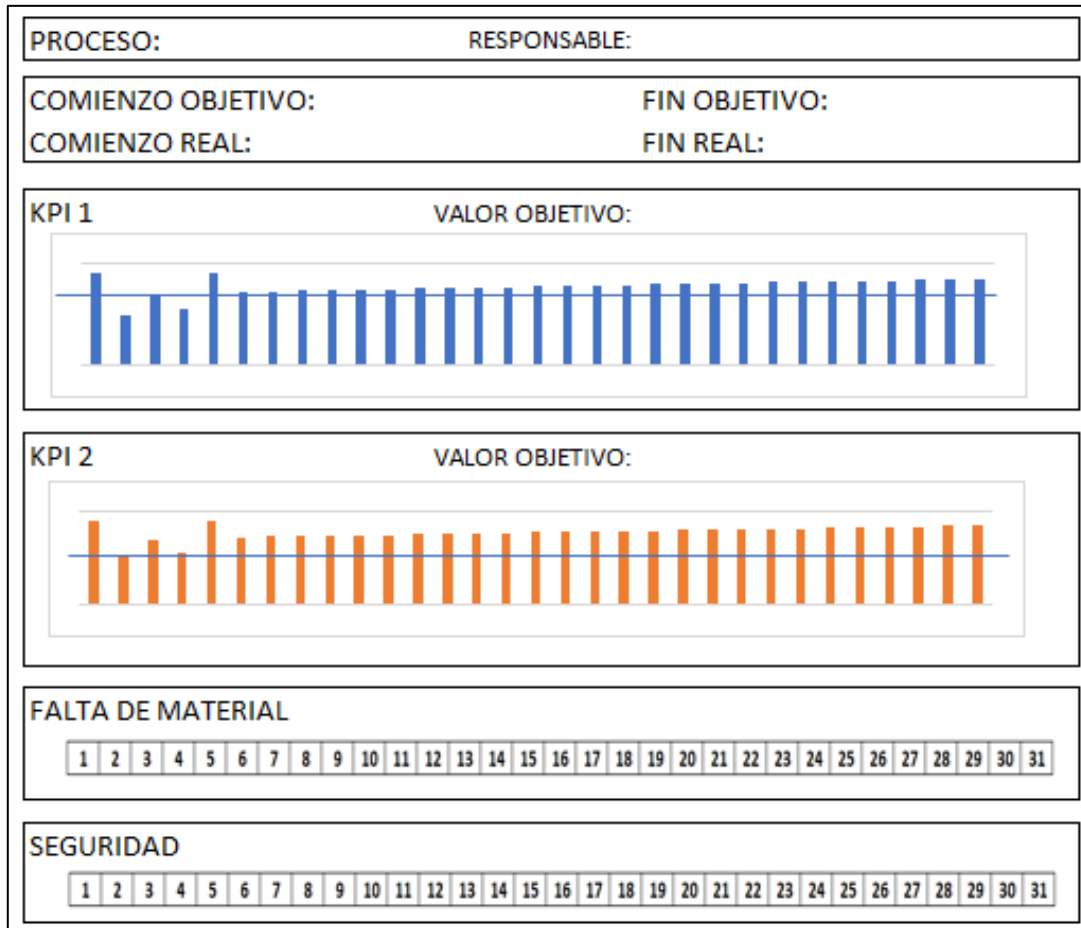 PROCESO: RESPONSABLE:
COMIENZO OBJETIVO: FIN OBJETIVO:
COMIENZO REAL: FIN REAL:
KPI 1 VALOR OBJETIVO:
KPI 2 VALOR OBJETIVO:
FALTA DE MATERIAL
1 2 3 4 5 6 7 8 9 10 11 12 13 14 15 16 17 18 19 20 21 22 23 24 25 26 27 28 29 30 31
SEGURIDAD
1 2 3 4 5 6 7 8 9 10 11 12 13 14 15 16 17 18 19 20 21 22 23 24 25 26 27 28 29 30 31